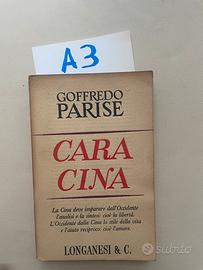 A3
GOFFREDO
PARISE
CARA
CINA
La Cina deve imparare dall'Occidente
l'analisi e la sintesi: cioè la libertà.
L'Occidente dalla Cina lo stile della vita
e l'aiuto reciproco: cioè l'amore.
LONGANESI & C.
subito